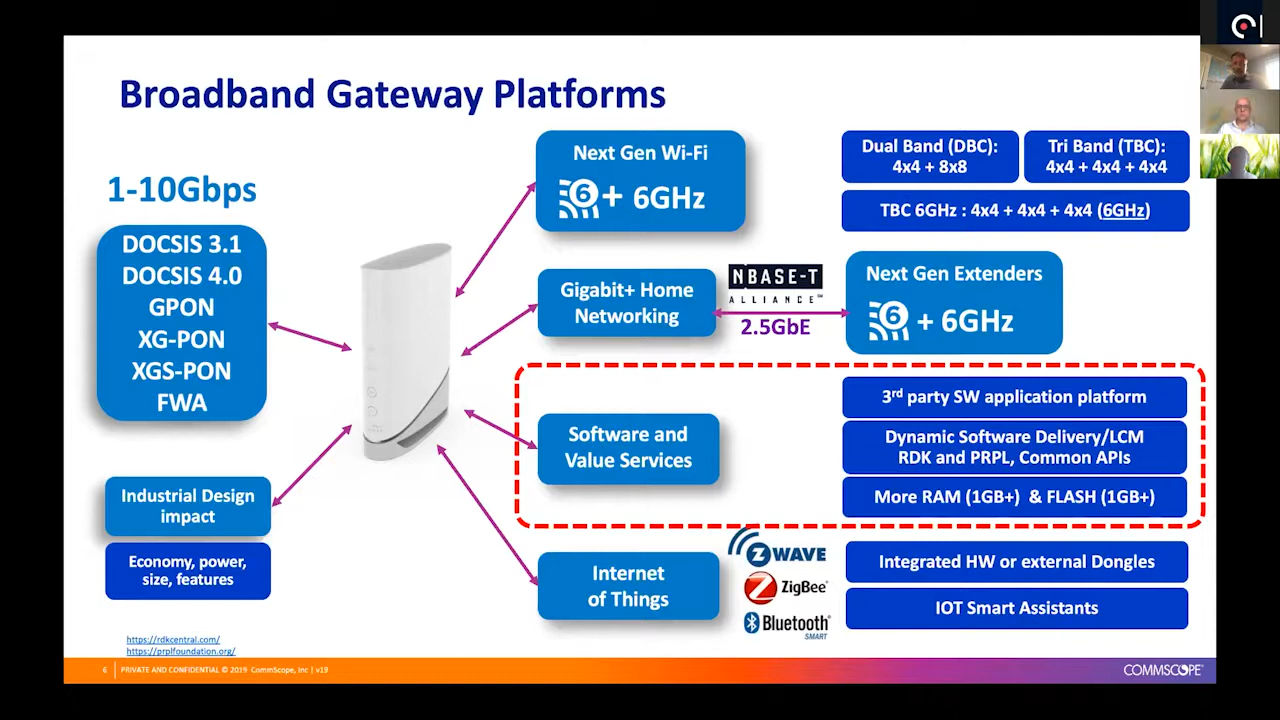 Broadband Gateway Platforms
1-10Gbps
DOCSIS 3.1
DOCSIS 4.0
GPON
XG-PON
XGS-PON
FWA
Industrial Design
impact
Economy, power,
size, features
Next Gen Wi-Fi
6 + 6GHz
Dual Band (DBC):
4x4 + 8x8
Tri Band (TBC):
4x4 + 4x4 + 4x4
TBC 6GHz : 4x4 + 4x4 + 4x4 (6GHz)
Gigabit+ Home
Networking
NBASE-T
ALLIANCE℠
2.5GbE
Next Gen Extenders
6 + 6GHz
Software and
Value Services
3rd party SW application platform
Dynamic Software Delivery/LCM
RDK and PRPL, Common APIs
More RAM (1GB+) & FLASH (1GB+)
Internet
of Things
Z WAVE
ZigBee®
Bluetooth®
SMART
Integrated HW or external Dongles
IOT Smart Assistants
https://rdkcentral.com/
https://prplfoundation.org/
6 | PRIVATE AND CONFIDENTIAL © 2019 CommScope, Inc | v19
COMMSCOPE®